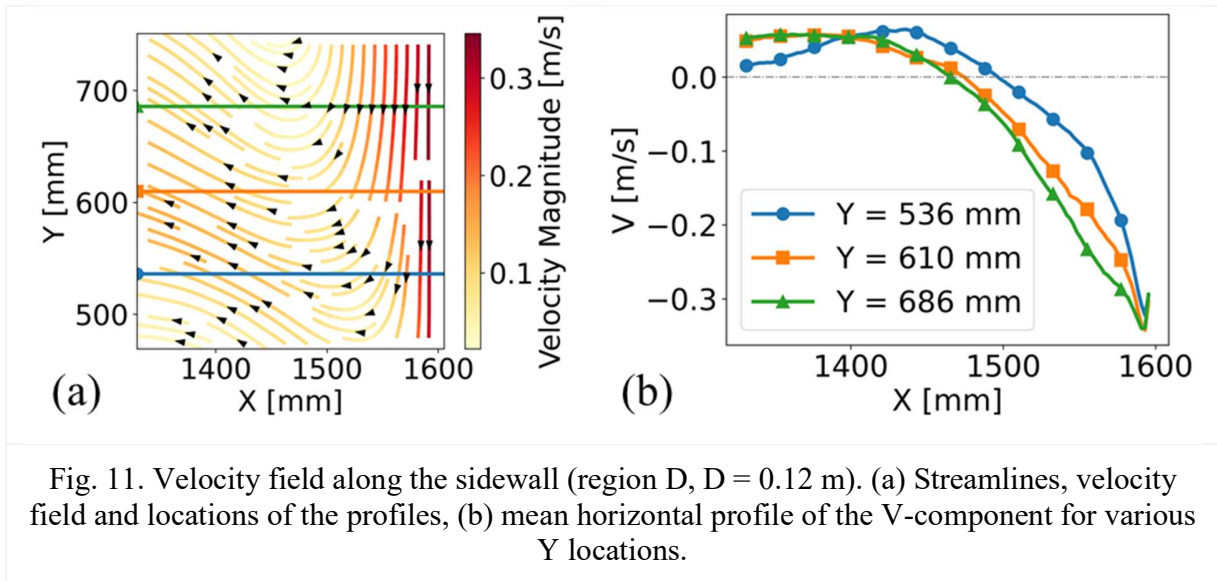 700
600
500
Y [mm]
1400 1500 1600
X [mm]
(a)
0.3
0.2
0.1
Velocity Magnitude [m/s]
0.0
−0.1
−0.2
−0.3
V [m/s]
Y = 536 mm
Y = 610 mm
Y = 686 mm
1400 1500 1600
X [mm]
(b)
Fig. 11. Velocity field along the sidewall (region D, D = 0.12 m). (a) Streamlines, velocity
field and locations of the profiles, (b) mean horizontal profile of the V-component for various
Y locations.